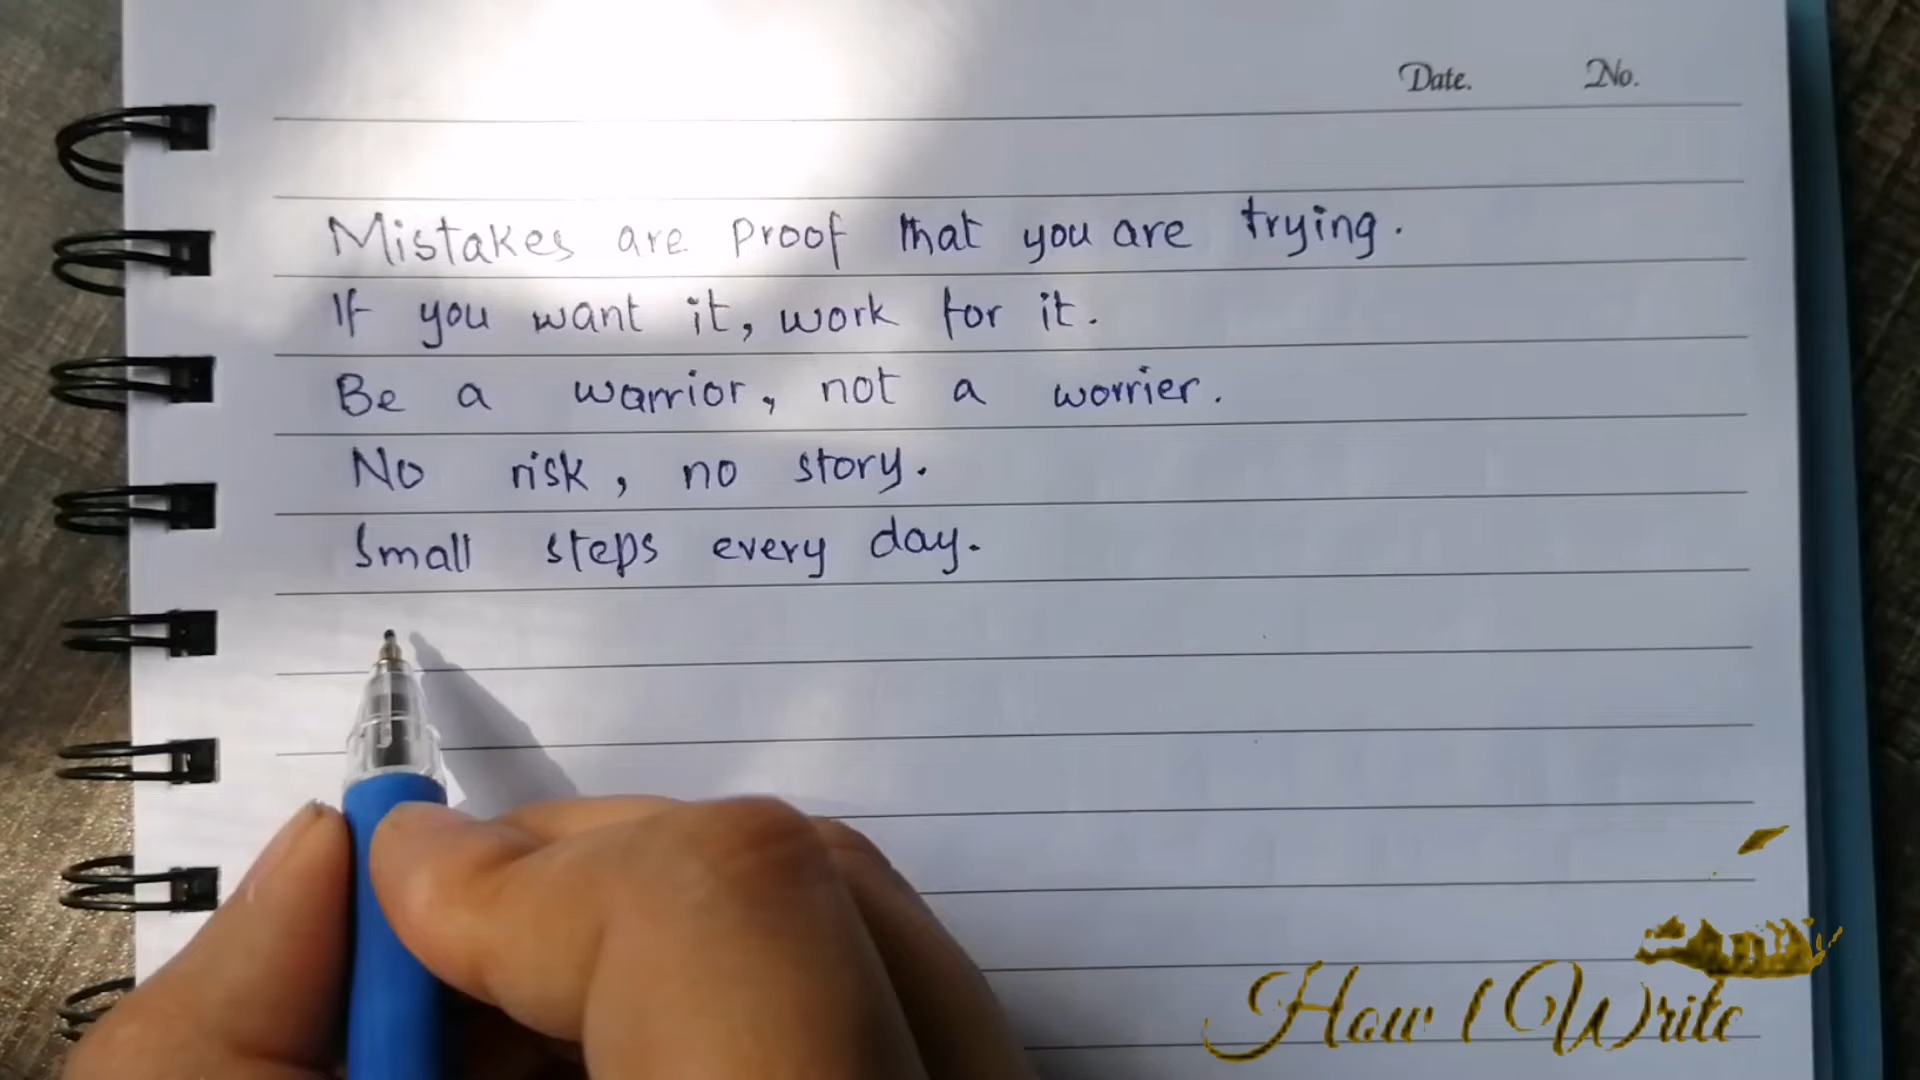 Date. No.
Mistakes are proof that you are trying.
If you want it, work for it.
Be a warrior, not a worrier.
No risk, no story.
Small steps every day.
How I Write